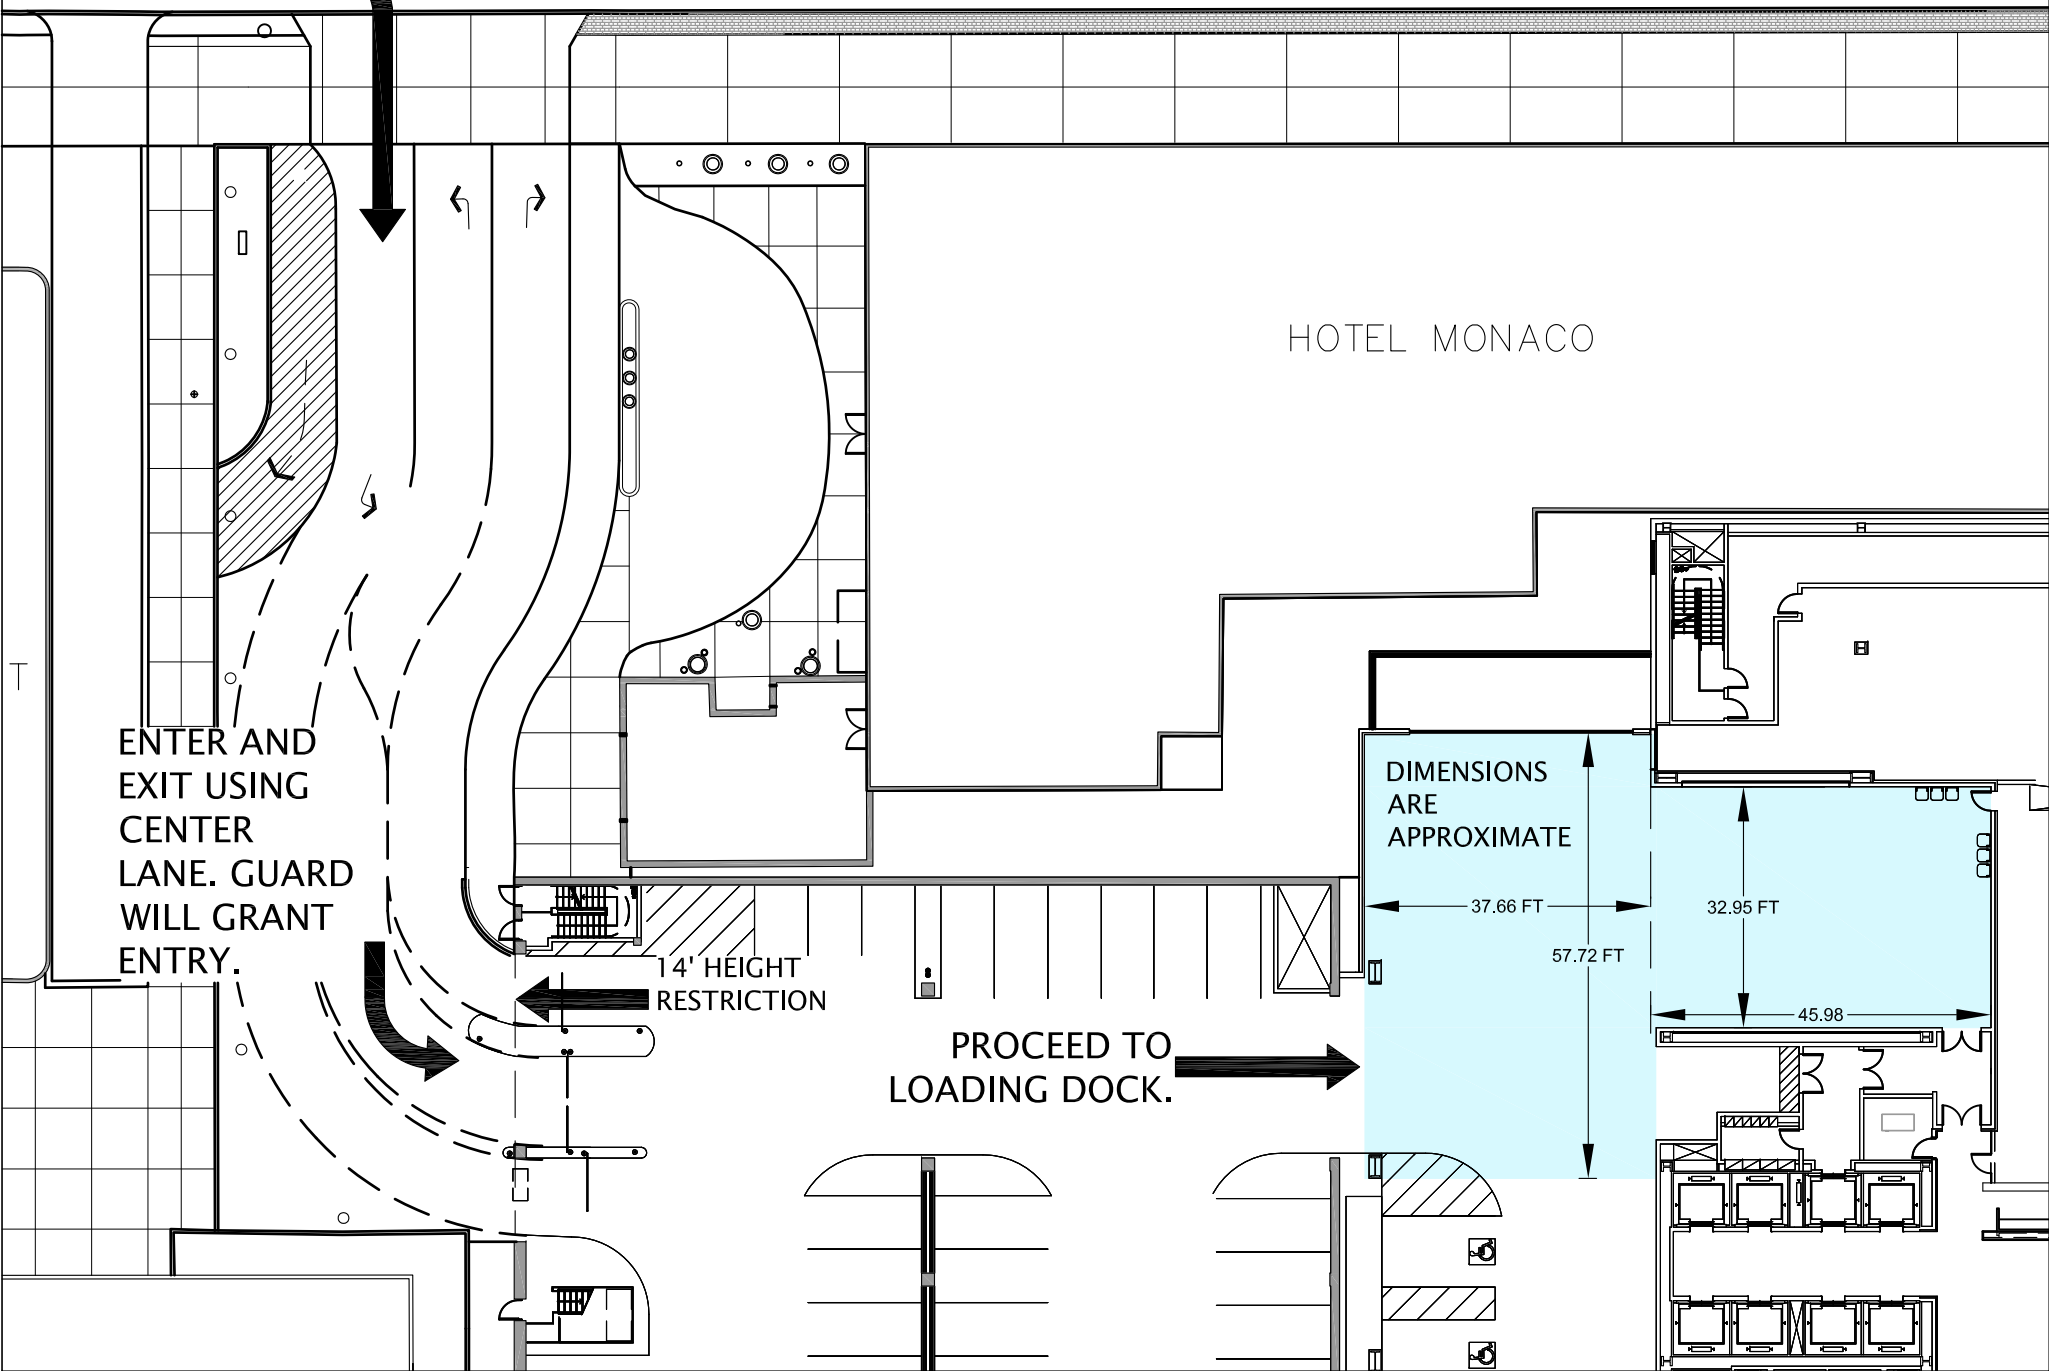 HOTEL MONACO
T
ENTER AND
EXIT USING
CENTER
LANE. GUARD
WILL GRANT
ENTRY.
DIMENSIONS
ARE
APPROXIMATE
37.66 FT
32.95 FT
57.72 FT
45.98
14' HEIGHT
RESTRICTION
PROCEED TO
LOADING DOCK.